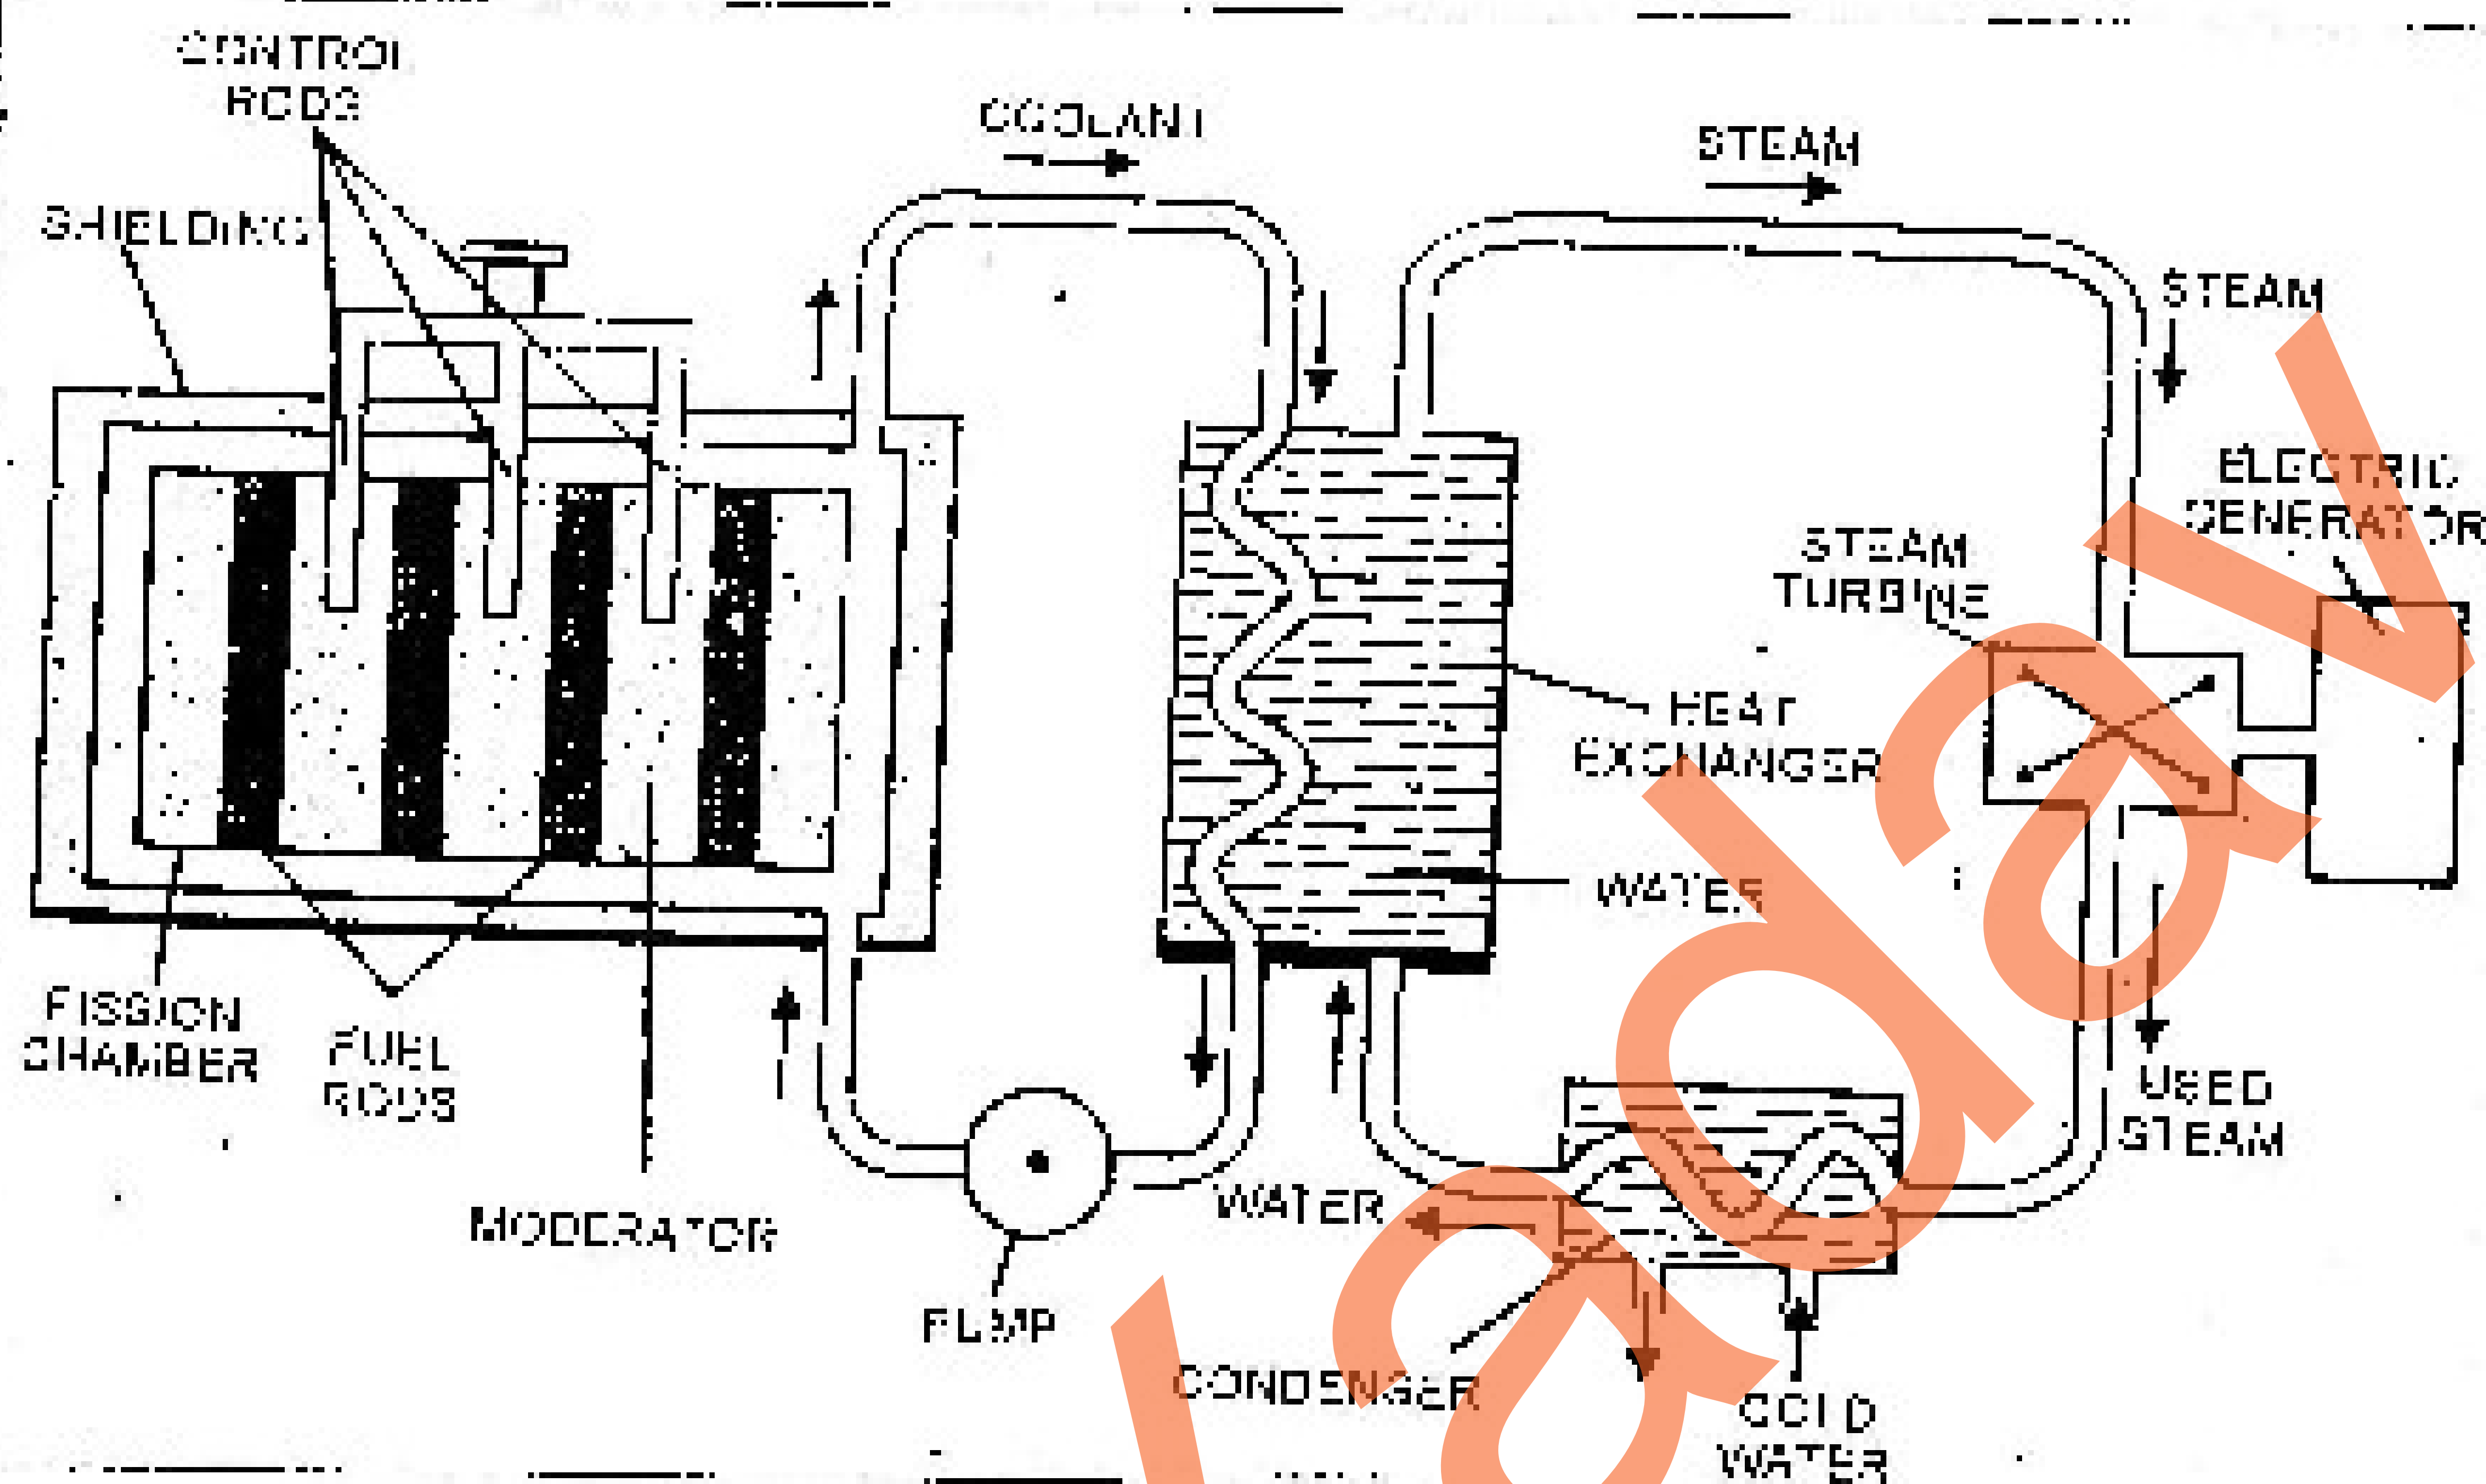 CONTROL
RODS
SHIELDING
COOLANT
STEAM
STEAM
ELECTRIC
GENERATOR
STEAM
TURBINE
HEAT
EXCHANGER
WATER
FISSION
CHAMBER
FUEL
RODS
MODERATOR
PUMP
WATER
CONDENSER
COLD
WATER
USED
STEAM
adav